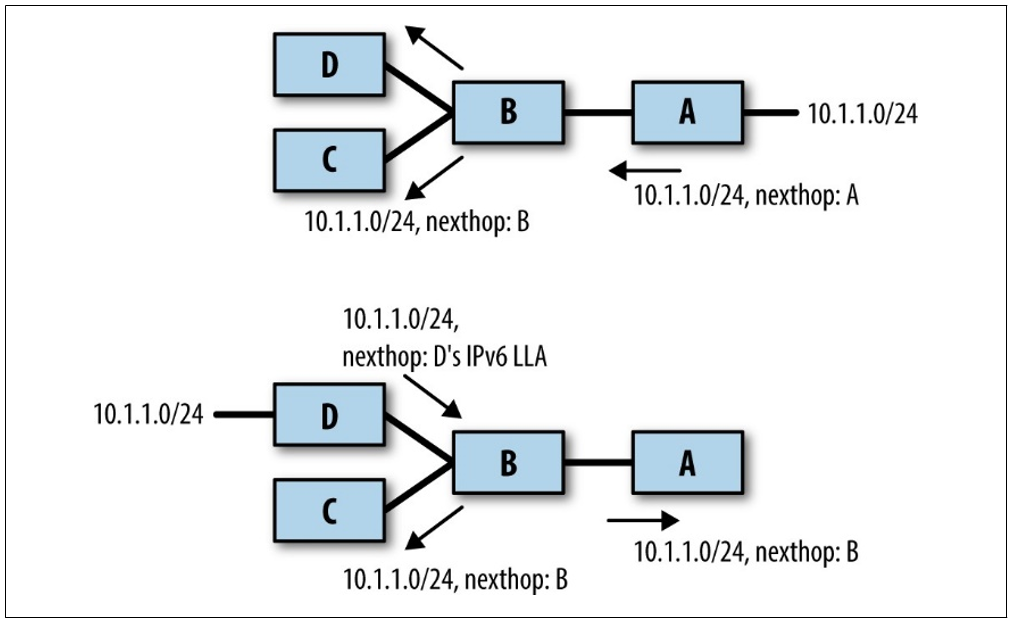 D
B
A
10.1.1.0/24
C
10.1.1.0/24, nexthop: A
10.1.1.0/24, nexthop: B
10.1.1.0/24,
nexthop: D's IPv6 LLA
10.1.1.0/24
D
B
A
C
10.1.1.0/24, nexthop: B
10.1.1.0/24, nexthop: B